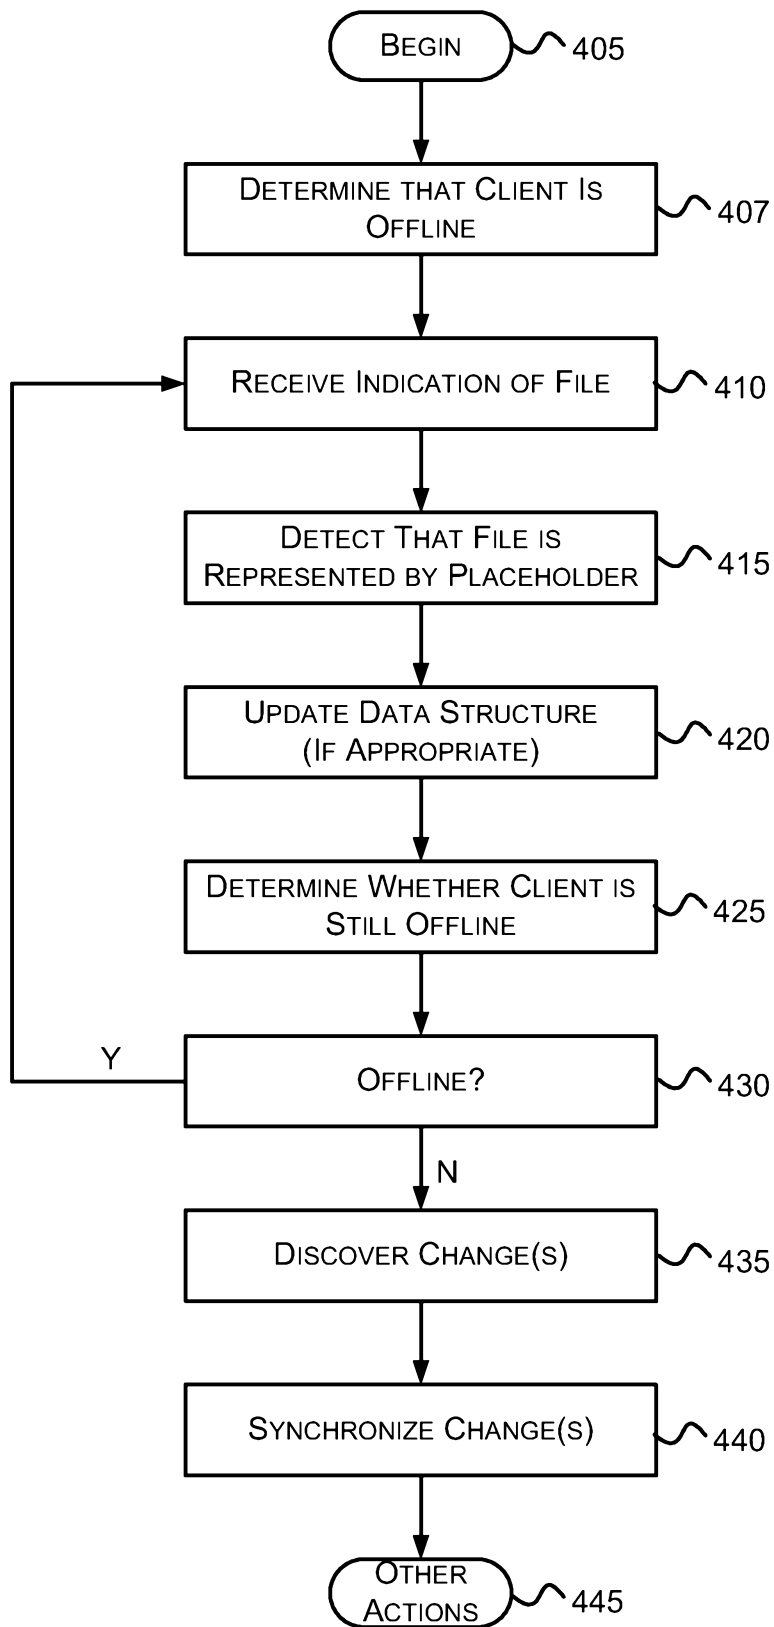 BEGIN
405
DETERMINE THAT CLIENT IS
OFFLINE
407
RECEIVE INDICATION OF FILE
410
DETECT THAT FILE IS
REPRESENTED BY PLACEHOLDER
415
UPDATE DATA STRUCTURE
(IF APPROPRIATE)
420
DETERMINE WHETHER CLIENT IS
STILL OFFLINE
425
Y
OFFLINE?
430
N
DISCOVER CHANGE(S)
435
SYNCHRONIZE CHANGE(S)
440
OTHER
ACTIONS
445